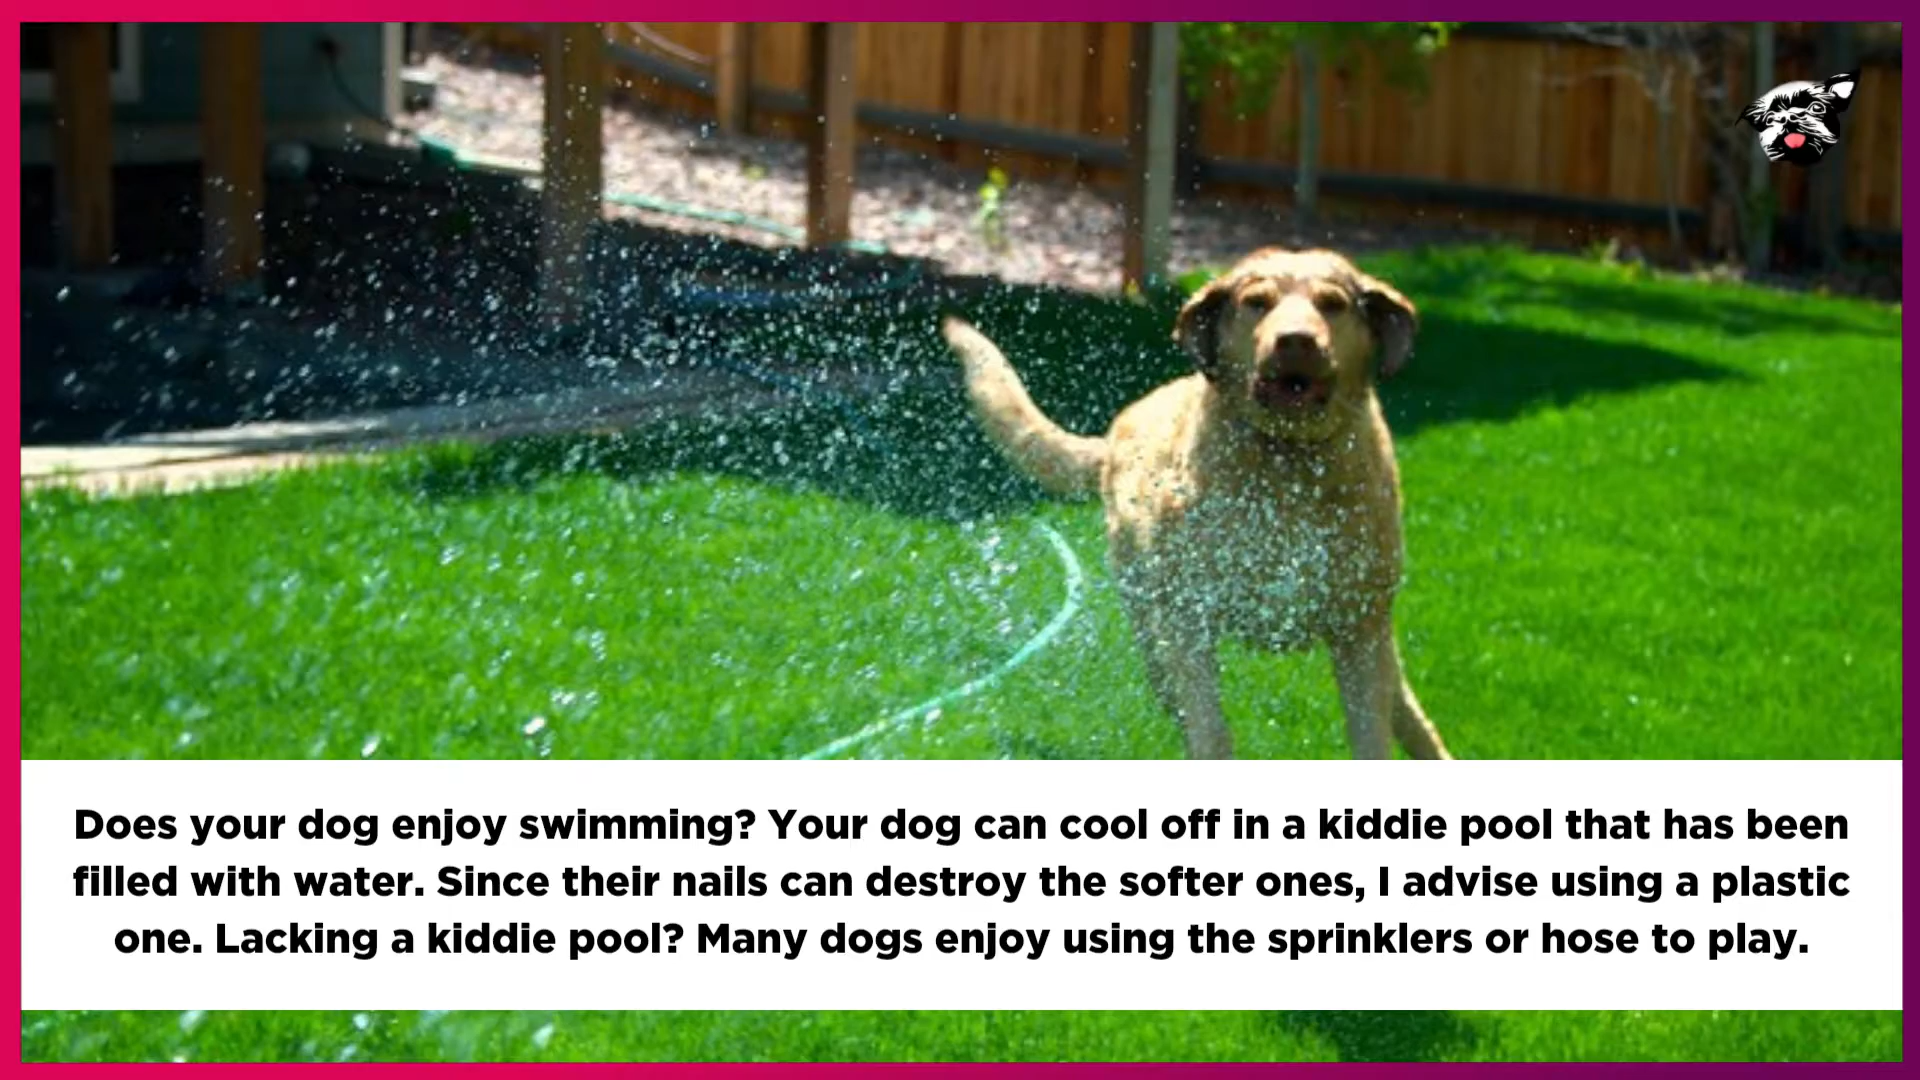 Does your dog enjoy swimming? Your dog can cool off in a kiddie pool that has been
filled with water. Since their nails can destroy the softer ones, I advise using a plastic
one. Lacking a kiddie pool? Many dogs enjoy using the sprinklers or hose to play.